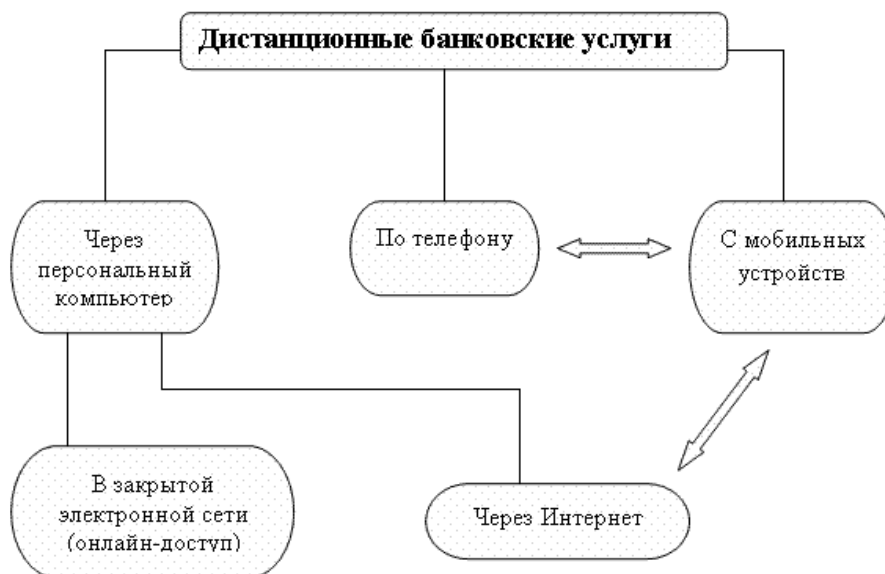 Дистанционные банковские услуги
Через
персональный
компьютер
По телефону
С мобильных
устройств
В закрытой
электронной сети
(онлайн-доступ)
Через Интернет